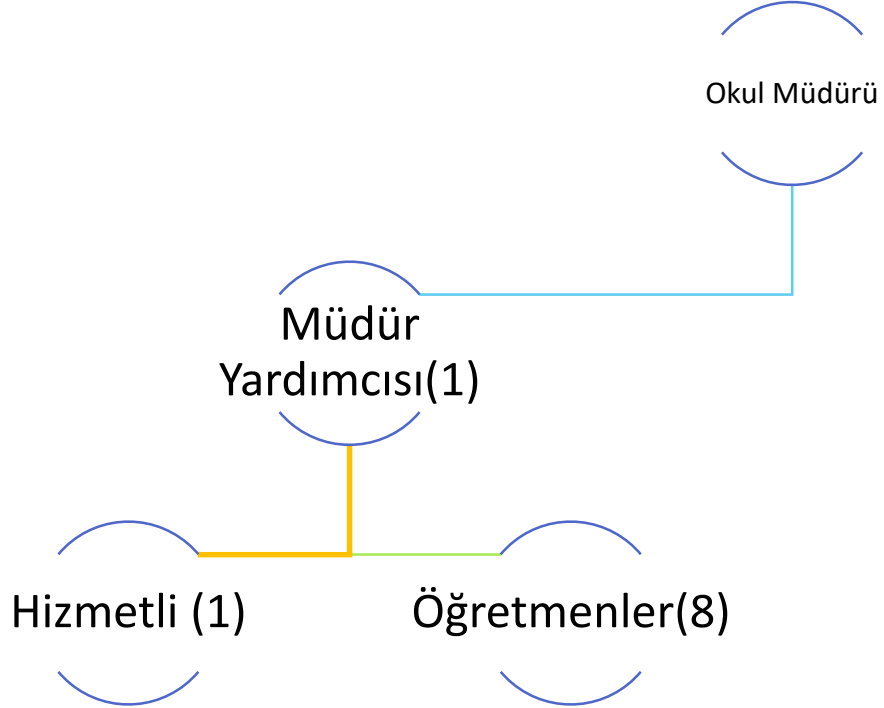 Okul Müdürü
Müdür
Yardımcısı(1)
Hizmetli (1)
Öğretmenler(8)